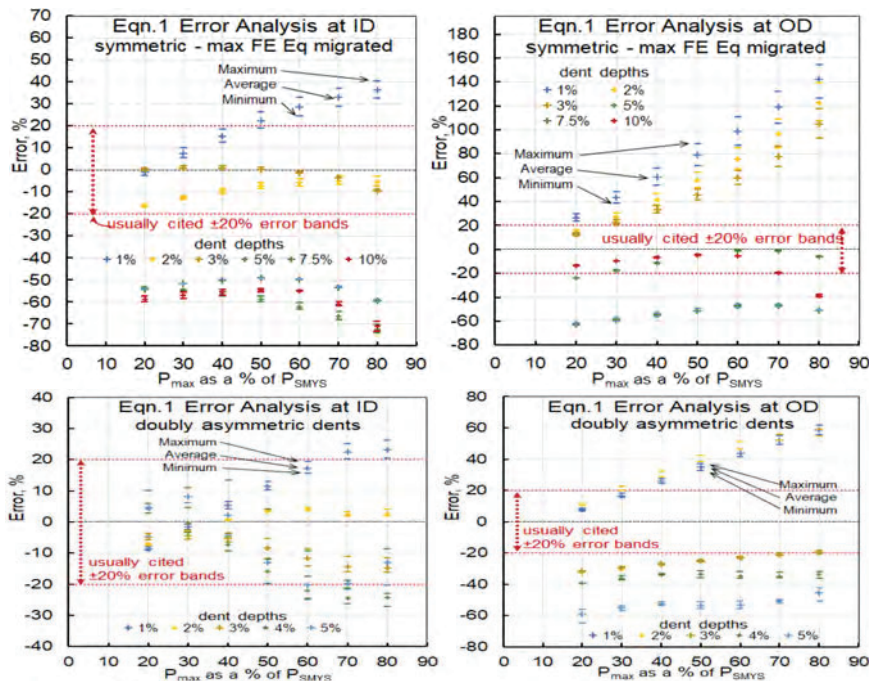 Eqn.1 Error Analysis at ID
symmetric - max FE Eq migrated
Maximum
Average
Minimum
usually cited ±20% error bands
dent depths
1% 2% 3% 5% 7.5% 10%
Error, %
70
60
50
40
30
20
10
0
-10
-20
-30
-40
-50
-60
-70
-80
0 10 20 30 40 50 60 70 80 90
Pmax as a % of PSMYS
Eqn.1 Error Analysis at OD
symmetric - max FE Eq migrated
dent depths
1% 2%
3% 5%
7.5% 10%
Maximum
Average
Minimum
usually cited ±20% error bands
Error, %
180
160
140
120
100
80
60
40
20
0
-20
-40
-60
-80
0 10 20 30 40 50 60 70 80 90
Pmax as a % of PSMYS
Eqn.1 Error Analysis at ID
doubly asymmetric dents
Maximum
Average
Minimum
usually cited
±20% error bands
dent depths
1% 2% 3% 4% 5%
Error, %
40
30
20
10
0
-10
-20
-30
-40
0 10 20 30 40 50 60 70 80 90
Pmax as a % of PSMYS
Eqn.1 Error Analysis at OD
doubly asymmetric dents
Maximum
Average
Minimum
usually cited
±20% error bands
dent depths
1% 2% 3% 4% 5%
Error, %
80
60
40
20
0
-20
-40
-60
-80
0 10 20 30 40 50 60 70 80 90
Pmax as a % of PSMYS